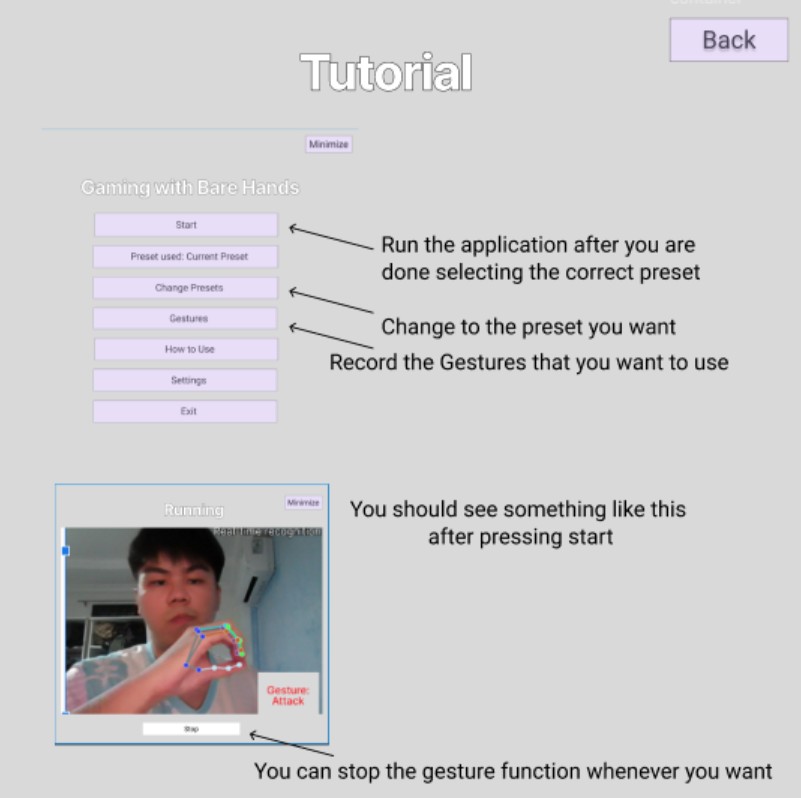 Container
Back
Tutorial
Minimize
Gaming with Bare Hands
Start
Preset used: Current Preset
Change Presets
Gestures
How to Use
Settings
Exit
Run the application after you are
done selecting the correct preset
Change to the preset you want
Record the Gestures that you want to use
Running
Minimize
Real-Time recognition
Gesture:
Attack
Stop
You should see something like this
after pressing start
You can stop the gesture function whenever you want